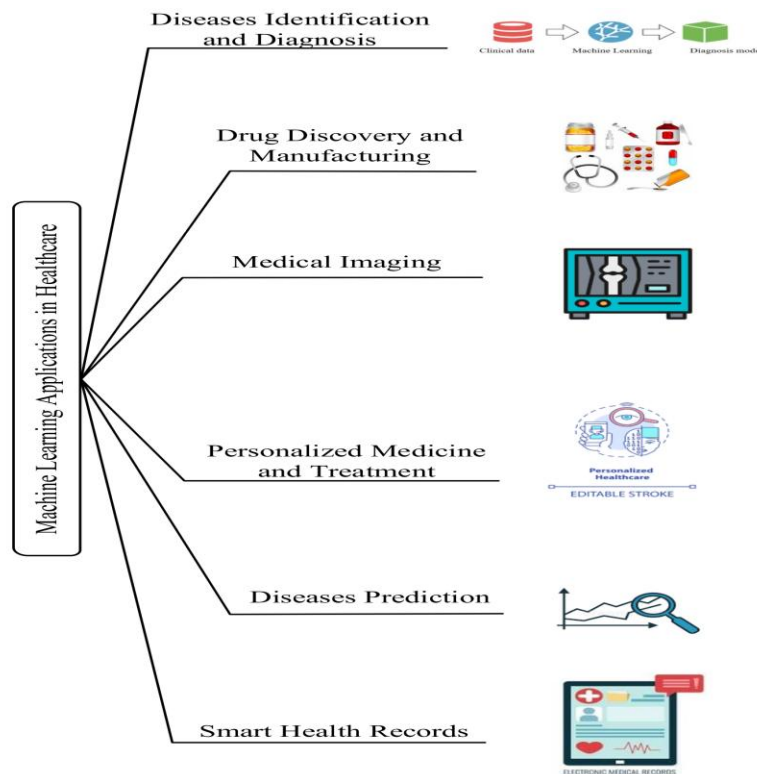 Diseases Identification
and Diagnosis
Clinical data
Machine Learning
Diagnosis mode
Drug Discovery and
Manufacturing
Machine Learning Applications in Healthcare
Medical Imaging
Personalized Medicine
and Treatment
Personalized
Healthcare
EDITABLE STROKE
Diseases Prediction
Smart Health Records
ELECTRONIC MEDICAL RECORDS